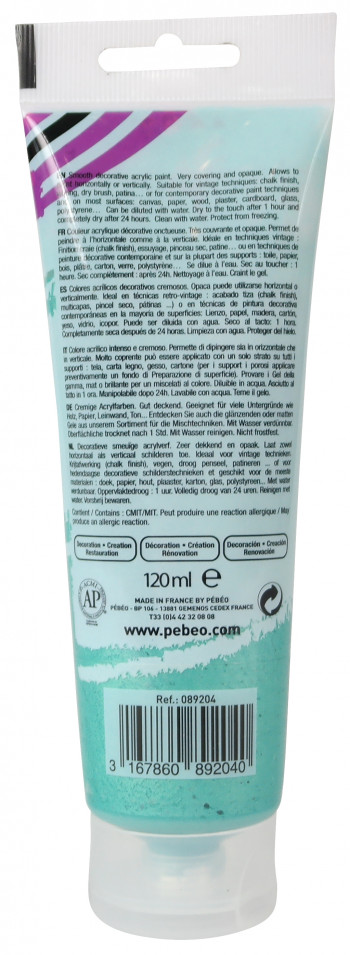 EN Smooth decorative acrylic paint. Very covering and opaque. Allows to
horizontally or vertically. Suitable for vintage techniques: chalk finish,
dry brush, patina... or for contemporary decorative paint techniques
on most surfaces: canvas, paper, wood, plaster, cardboard, glass,
polystyrene... Can be diluted with water. Dry to the touch after 1 hour and
completely dry after 24 hours. Clean with water. Protect from freezing.
FR Couleur acrylique décorative onctueuse. Très couvrante et opaque. Permet de
peindre à l'horizontale comme à la verticale. Idéale en techniques vintage :
Finition craie (chalk finish), essuyage, pinceau sec, patine... ou en techniques de
peinture décorative contemporaine et sur la plupart des supports : toile, papier,
bois, plâtre, carton, verre, polystyrène... Se dilue à l'eau. Sec au toucher : 1
heure. Sec complètement : après 24h. Nettoyage à l'eau. Craint le gel.
ES Colores acrílicos decorativos cremosos. Opaca puede utilizarse horizontal o
verticalmente. Ideal en técnicas retro-vintage : acabado tiza (chalk finish),
multicapas, pincel seco, pátinas ...) o en técnicas de pintura decorativa
contemporáneas en la mayoría de superficies: Lienzo, papel, madera, cartón,
yeso, vidrio, icopor. Puede ser diluida con agua. Seco al tacto: 1 hora.
Completamente seca después de 24 horas. Limpieza con agua. Proteger del hielo.
IT Colore acrilico intenso e cremoso. Permette di dipingere sia in orizzontale che
in verticale. Molto coprente può essere applicato con un solo strato su tutti i
supporti : tela, carta legno, gesso, cartone (per i supporti i porosi applicare
preventivamente un fondo di Preparazione di superficie). Provare i Gel della
gamma, mat o brillante per un miscelati al colore. Diluibile in acqua. Asciutto al
tatto in 1 ora. Manipolabile dopo 24h. Lavabile con acqua. Teme il gelo.
DE Cremige Acrylfarben. Gut deckend. Geeignet für viele Untergründe wie
Holz, Papier, Leinwand, Ton...Entdecken Sie auch die glänzenden oder matten
Gele aus unserem Sortiment für die Mischtechniken. Mit Wasser verdünnbar.
Oberfläche trocknet nach 1 Std. Mit Wasser reinigen. Nicht frostfest.
NL Decoratieve smeuïge acrylverf. Zeer dekkend en opaak. Laat zowel
horizontaal als verticaal schilderen toe. Ideaal voor vintage technieken:
Krijtafwerking (chalk finish), vegen, droog penseel, patineren ... of voor
hedendaagse decoratieve schilderstechnieken en geschikt voor de meeste
materialen : doek, papier, hout, plaaster, karton, glas, polystyreen... Met water
verdunbaar. Oppervlaktedroog : 1 uur. Volledig droog van 24 uren. Reinigen met
water. Vorstvrij bewaren.
Contient / Contains : CMIT/MIT. Peut produire une reaction allergique / May
produce an allergic reaction.
Decoration • Creation
Restauration
Décoration • Création
Rénovation
Decoración • Creación
Renovación
ACMI
AP
120ml ℮
MADE IN FRANCE BY PÉBÉO
PÉBÉO - BP 106 - 13881 GEMENOS CEDEX FRANCE
T33 (0)4 42 32 08 08
www.pebeo.com
Ref.: 089204
3 167860 892040